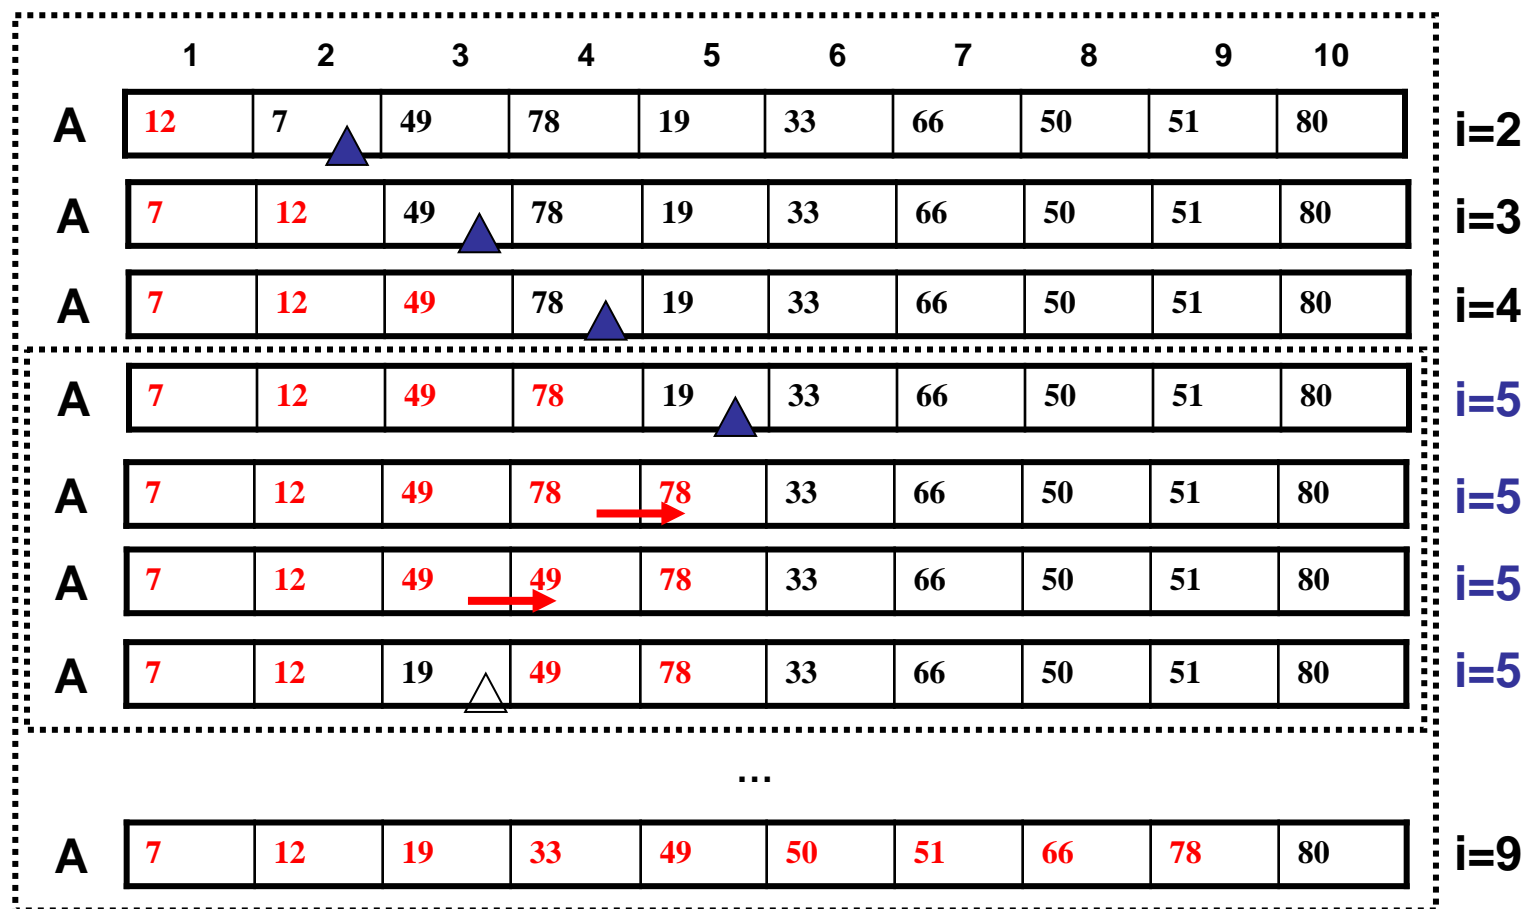 1 2 3 4 5 6 7 8 9 10
A 12 7 49 78 19 33 66 50 51 80 i=2
A 7 12 49 78 19 33 66 50 51 80 i=3
A 7 12 49 78 19 33 66 50 51 80 i=4
A 7 12 49 78 19 33 66 50 51 80 i=5
A 7 12 49 78 78 33 66 50 51 80 i=5
A 7 12 49 49 78 33 66 50 51 80 i=5
A 7 12 19 49 78 33 66 50 51 80 i=5
...
A 7 12 19 33 49 50 51 66 78 80 i=9